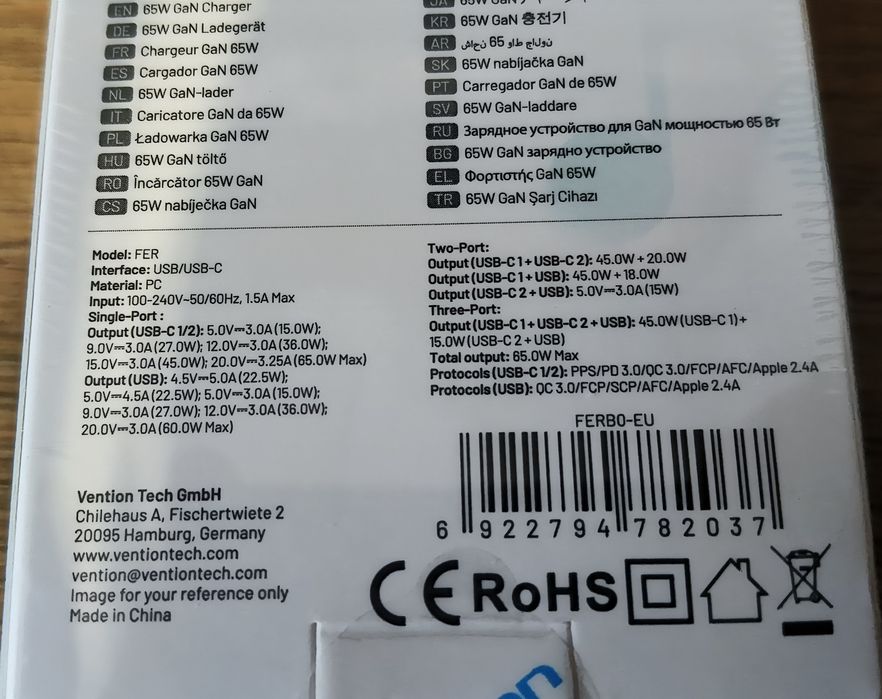 EN 65W GaN Charger
DE 65W GaN Ladegerät
FR Chargeur GaN 65W
ES Cargador GaN 65W
NL 65W GaN-lader
IT Caricatore GaN da 65W
PL Ładowarka GaN 65W
HU 65W GaN töltő
RO Încărcător 65W GaN
CS 65W nabíječka GaN
JA 65W GaN
KR 65W GaN 충전기
AR شاحن 65 واط جاليوم
SK 65W nabíjačka GaN
PT Carregador GaN de 65W
SV 65W GaN-laddare
RU Зарядное устройство для GaN мощностью 65 Вт
BG 65W GaN зарядно устройство
EL Φορτιστής GaN 65W
TR 65W GaN Şarj Cihazı
Model: FER
Interface: USB/USB-C
Material: PC
Input: 100-240V~50/60Hz, 1.5A Max
Single-Port :
Output (USB-C 1/2): 5.0V⎓3.0A (15.0W);
9.0V⎓3.0A (27.0W); 12.0V⎓3.0A (36.0W);
15.0V⎓3.0A (45.0W); 20.0V⎓3.25A (65.0W Max)
Output (USB): 4.5V⎓5.0A (22.5W);
5.0V⎓4.5A (22.5W); 5.0V⎓3.0A (15.0W);
9.0V⎓3.0A (27.0W); 12.0V⎓3.0A (36.0W);
20.0V⎓3.0A (60.0W Max)
Two-Port:
Output (USB-C 1 + USB-C 2): 45.0W + 20.0W
Output (USB-C 1 + USB): 45.0W + 18.0W
Output (USB-C 2 + USB): 5.0V⎓3.0A (15W)
Three-Port:
Output (USB-C 1 + USB-C 2 + USB): 45.0W (USB-C 1) +
15.0W (USB-C 2 + USB)
Total output: 65.0W Max
Protocols (USB-C 1/2): PPS/PD 3.0/QC 3.0/FCP/AFC/Apple 2.4A
Protocols (USB): QC 3.0/FCP/SCP/AFC/Apple 2.4A
FERB0-EU
6 922794 782037
Vention Tech GmbH
Chilehaus A, Fischertwiete 2
20095 Hamburg, Germany
www.ventiontech.com
vention@ventiontech.com
Image for your reference only
Made in China
CE RoHS